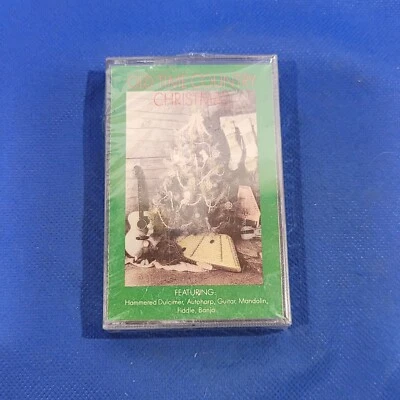 CHRISTMAS
FEATURING
Hammered Dulcimer, Autoharp, Guitar, Mandolin,
Fiddle, Banjo